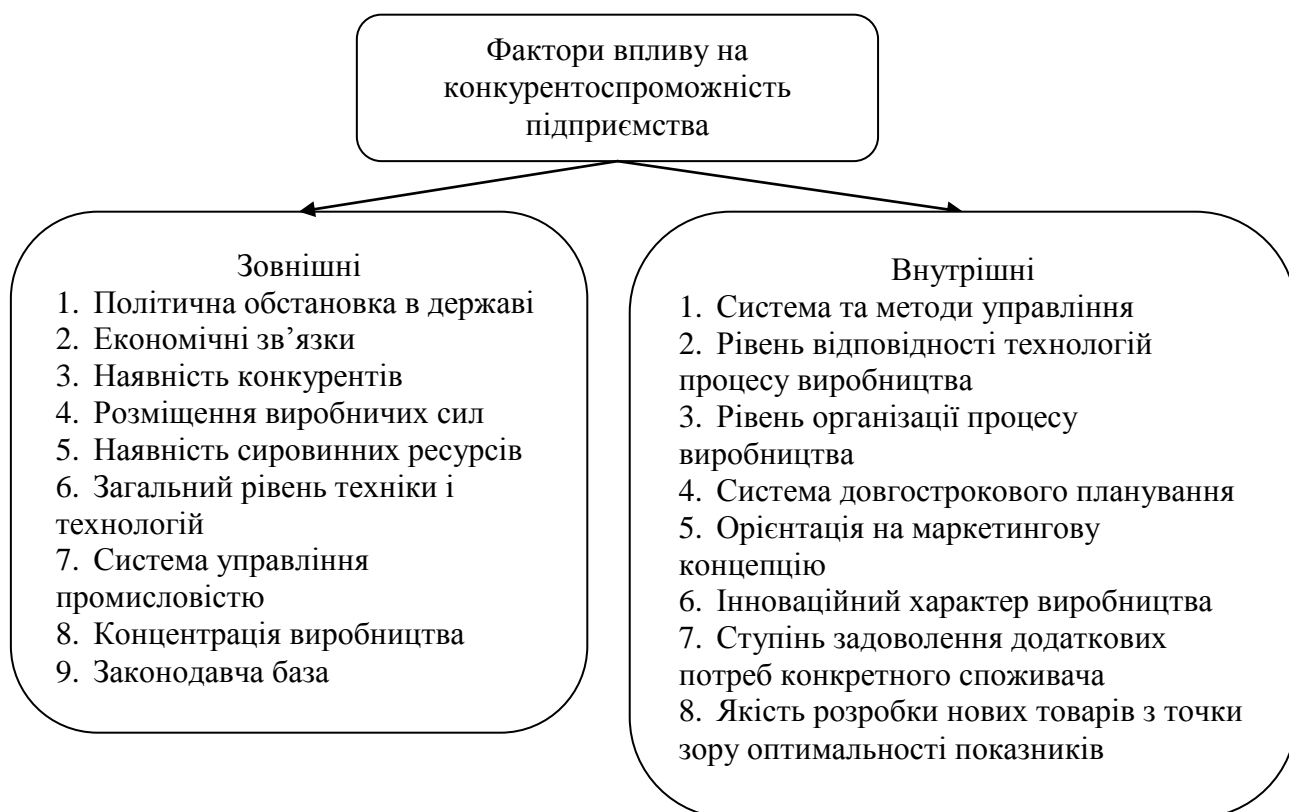 Фактори впливу на
конкурентоспроможність
підприємства
Зовнішні
1. Політична обстановка в державі
2. Економічні зв’язки
3. Наявність конкурентів
4. Розміщення виробничих сил
5. Наявність сировинних ресурсів
6. Загальний рівень техніки і
технологій
7. Система управління
промисловістю
8. Концентрація виробництва
9. Законодавча база
Внутрішні
1. Система та методи управління
2. Рівень відповідності технологій
процесу виробництва
3. Рівень організації процесу
виробництва
4. Система довгострокового планування
5. Орієнтація на маркетингову
концепцію
6. Інноваційний характер виробництва
7. Ступінь задоволення додаткових
потреб конкретного споживача
8. Якість розробки нових товарів з точки
зору оптимальності показників